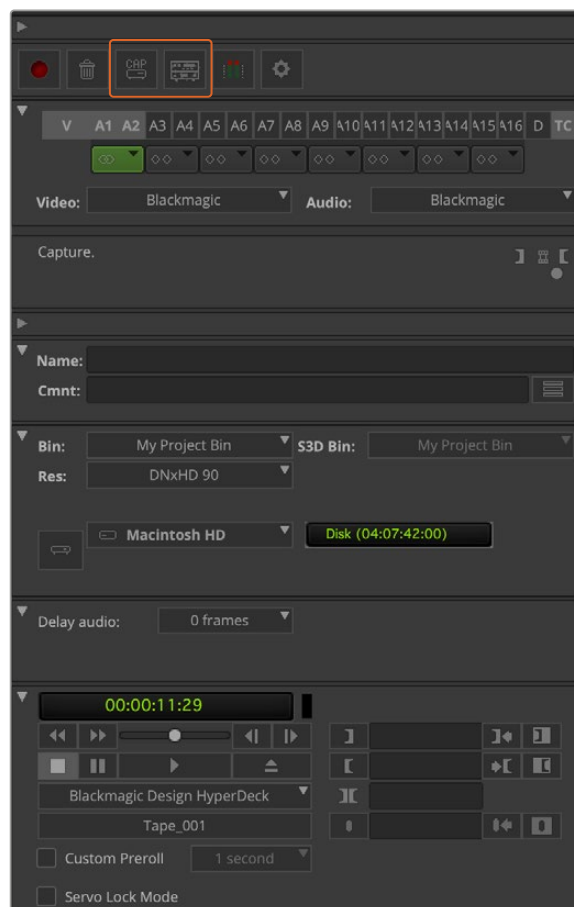 CAP
V A1 A2 A3 A4 A5 A6 A7 A8 A9 A10 A11 A12 A13 A14 A15 A16 D TC
Video: Blackmagic Audio: Blackmagic
Capture.
Name:
Cmnt:
Bin: My Project Bin S3D Bin: My Project Bin
Res: DNxHD 90
Macintosh HD Disk (04:07:42:00)
Delay audio: 0 frames
00:00:11:29
Blackmagic Design HyperDeck
Tape_001
Custom Preroll 1 second
Servo Lock Mode